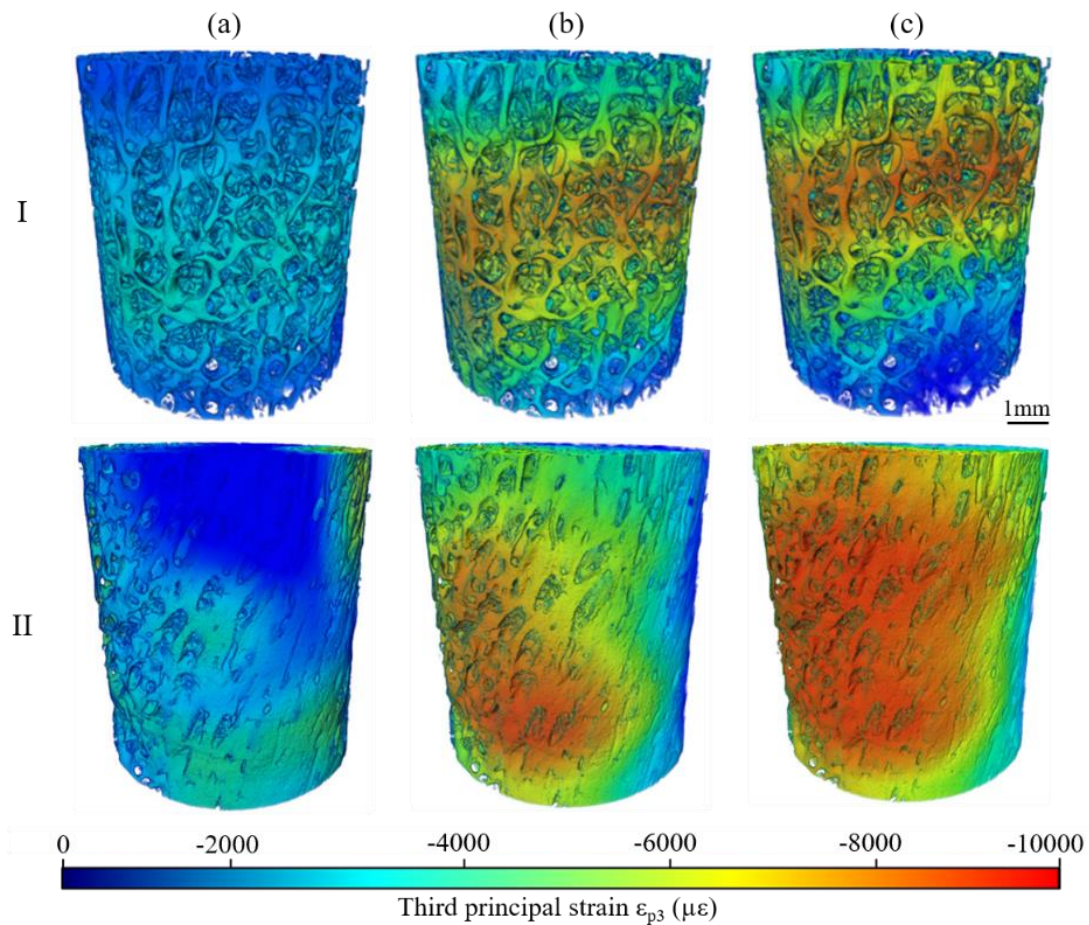 (a) (b) (c)
I
1mm
II
0 -2000 -4000 -6000 -8000 -10000
Third principal strain εp3 (με)